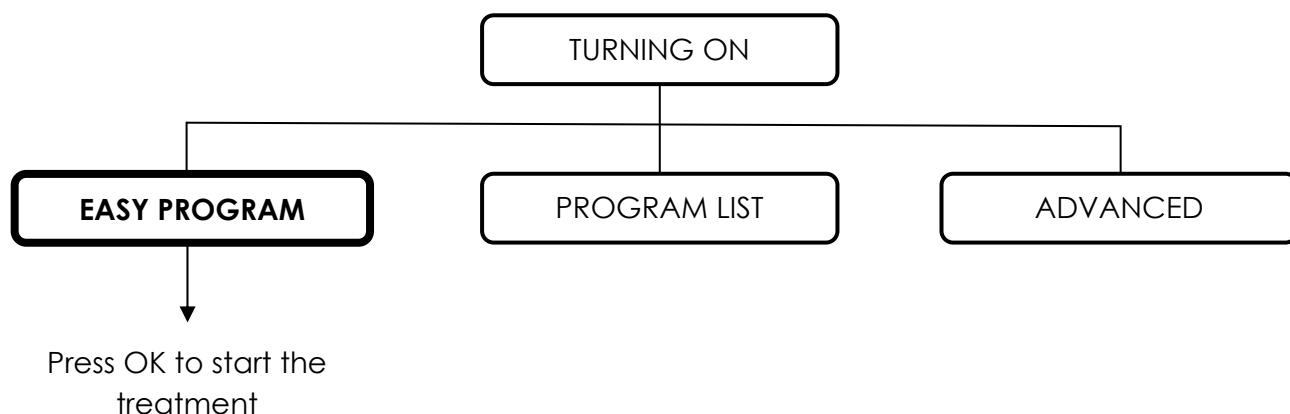 TURNING ON
EASY PROGRAM
PROGRAM LIST
ADVANCED
Press OK to start the
treatment